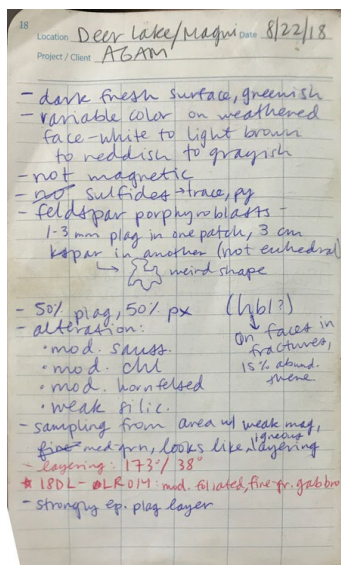 18
Location Deer Lake/Maqui Date 8/22/18
Project / Client AGAM
- dark fresh surface, greenish
- variable color on weathered
face - white to light brown
to reddish to grayish
- not magnetic
- not sulfides → trace, py
- feldspar porphyroblasts -
1-3 mm plag in one patch, 3 cm
kspar in another (not euhedral)
↳ weird shape
- 50% plag, 50% px (hbl?)
- alteration:
↓ On faces in
fractures,
15% abund.
there
• mod. sauss.
• mod. chl
• mod. hornfelsed
• weak silic.
- sampling from area w/ weak mag,
fine med-grn, looks like igneous layering
- layering: 173°/38°
* 18DL-LR014: mod. foliated, fine-gr. gabbro
- strongly ep. plag layer